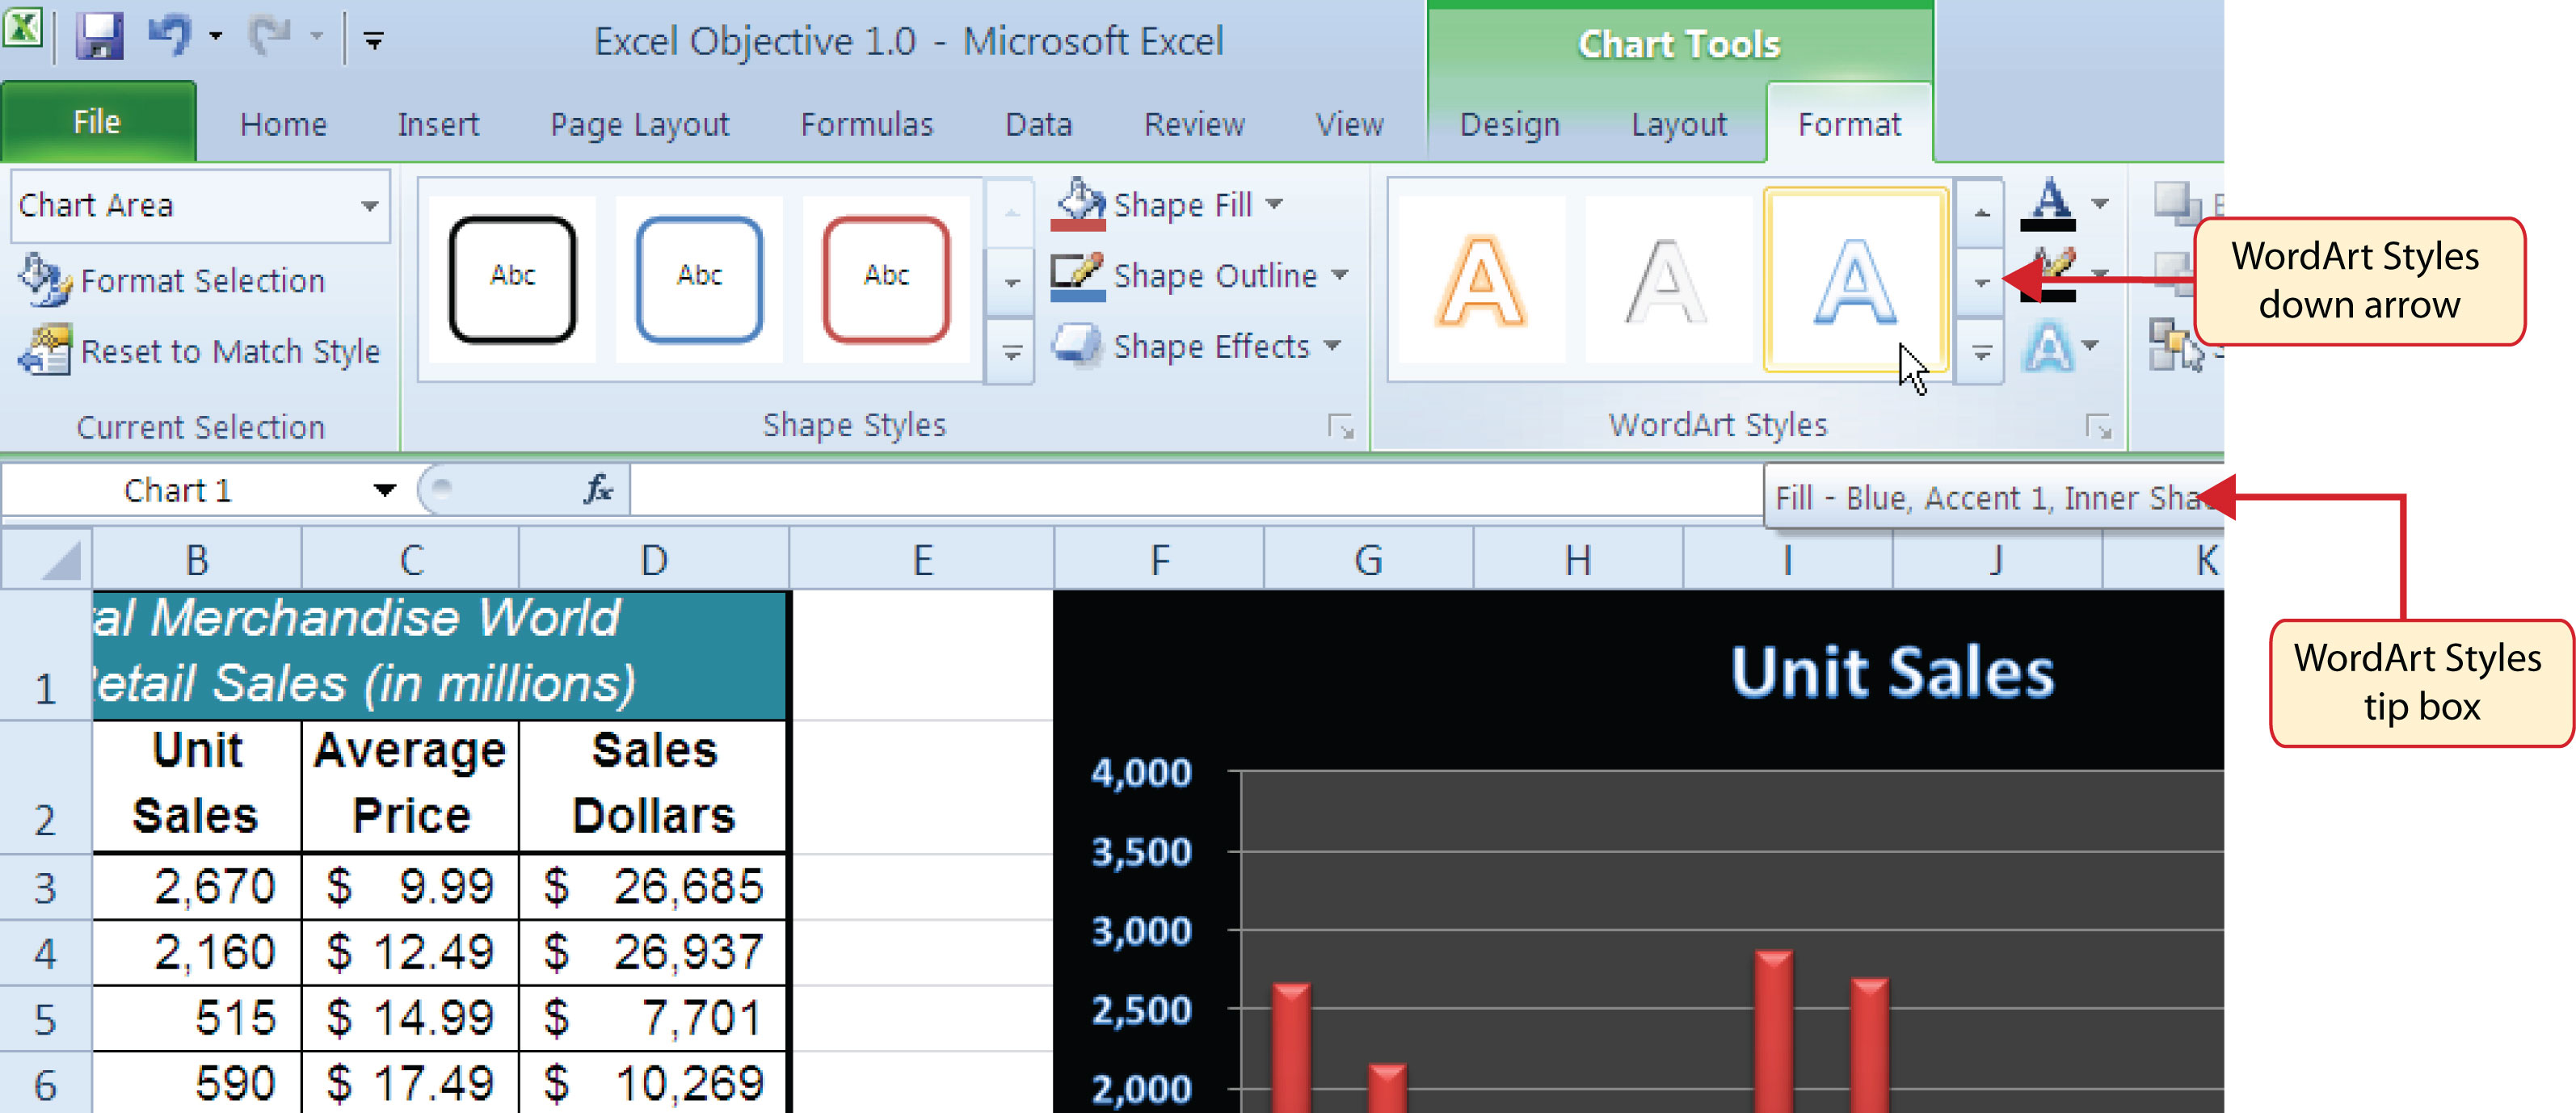 Excel Objective 1.0 - Microsoft Excel
Chart Tools
File Home Insert Page Layout Formulas Data Review View Design Layout Format
Chart Area
Format Selection
Reset to Match Style
Current Selection
Abc Abc Abc
Shape Fill
Shape Outline
Shape Effects
Shape Styles
A A A
WordArt Styles
WordArt Styles
down arrow
Chart 1
fx
Fill - Blue, Accent 1, Inner
WordArt Styles
tip box
B C D E F G H I J K
1
al Merchandise World
etail Sales (in millions)
2
Unit Average Sales
Sales Price Dollars
3 2,670 $ 9.99 $ 26,685
4 2,160 $ 12.49 $ 26,937
5 515 $ 14.99 $ 7,701
6 590 $ 17.49 $ 10,269
Unit Sales
4,000
3,500
3,000
2,500
2,000